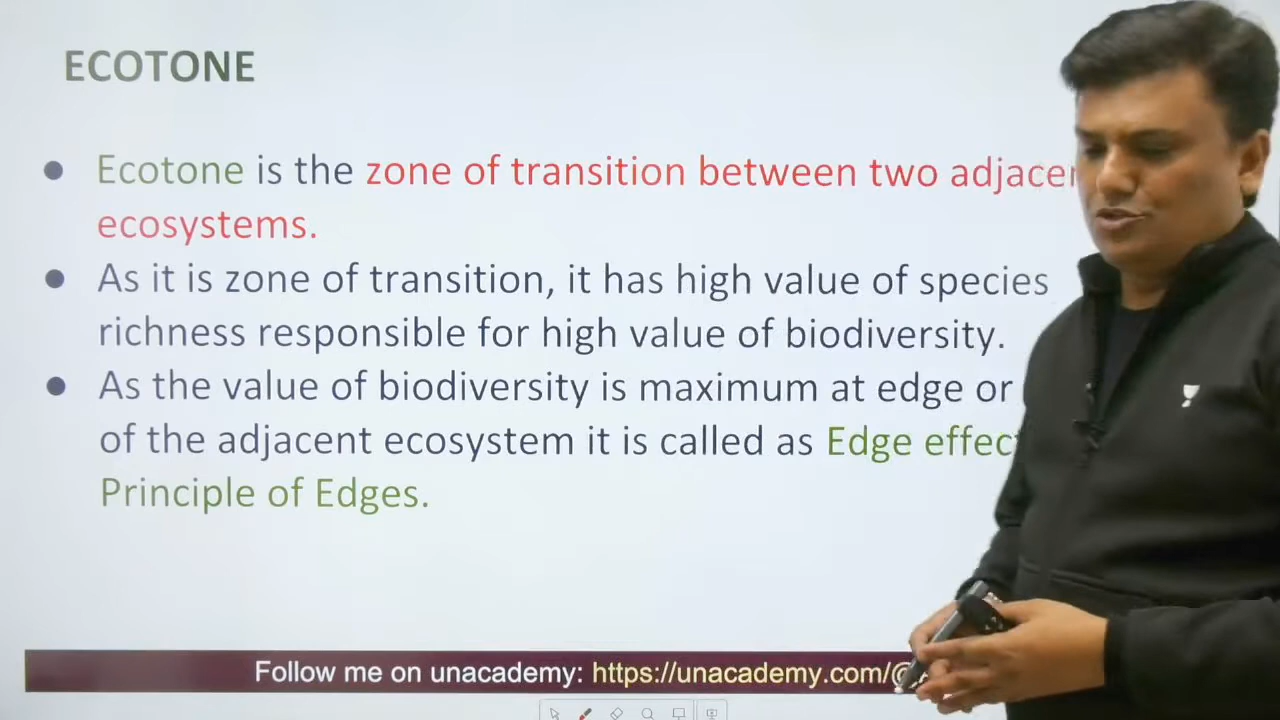 ECOTONE
Ecotone is the zone of transition between two
ecosystems.
As it is zone of transition, it has high value of species
richness responsible for high value of biodiversity.
As the value of biodiversity is maximum at edge or
of the adjacent ecosystem it is called as Edge
Principle of Edges.
Follow me on unacademy: https://unacademy.com/@